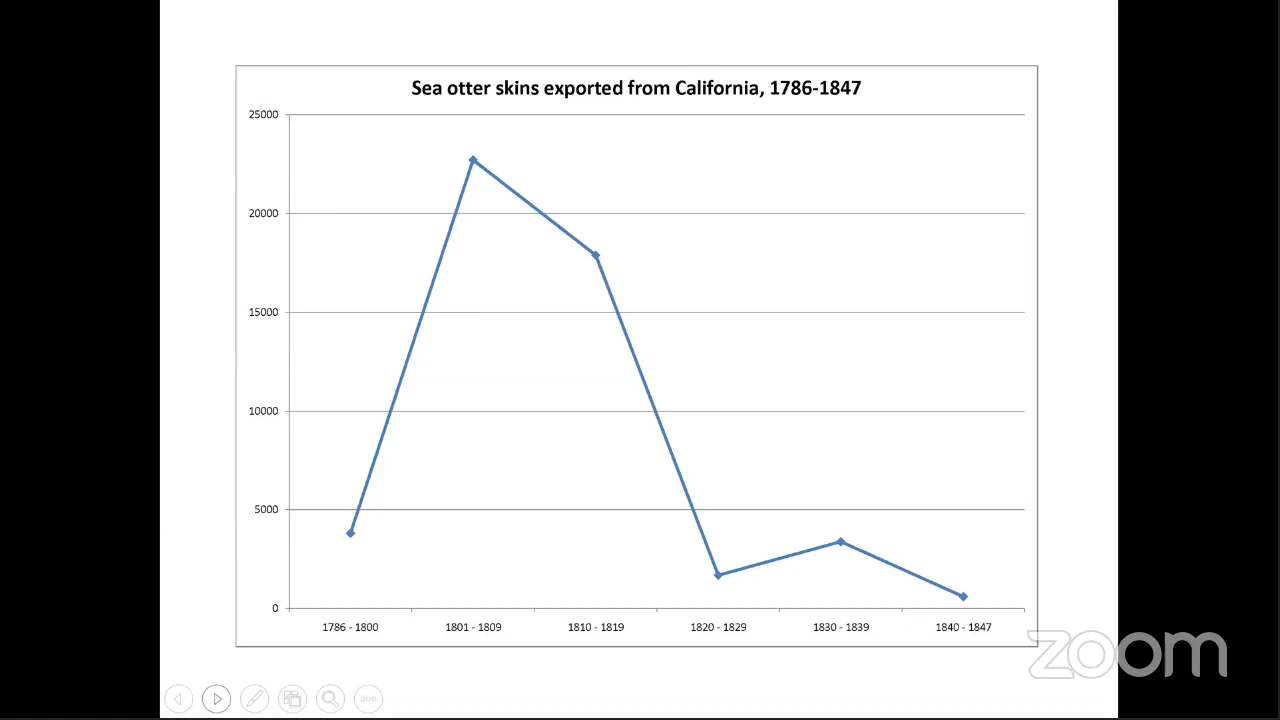 Sea otter skins exported from California, 1786-1847
25000
20000
15000
10000
5000
0
1786 - 1800
1801 - 1809
1810 - 1819
1820 - 1829
1830 - 1839
1840 - 1847
zoom